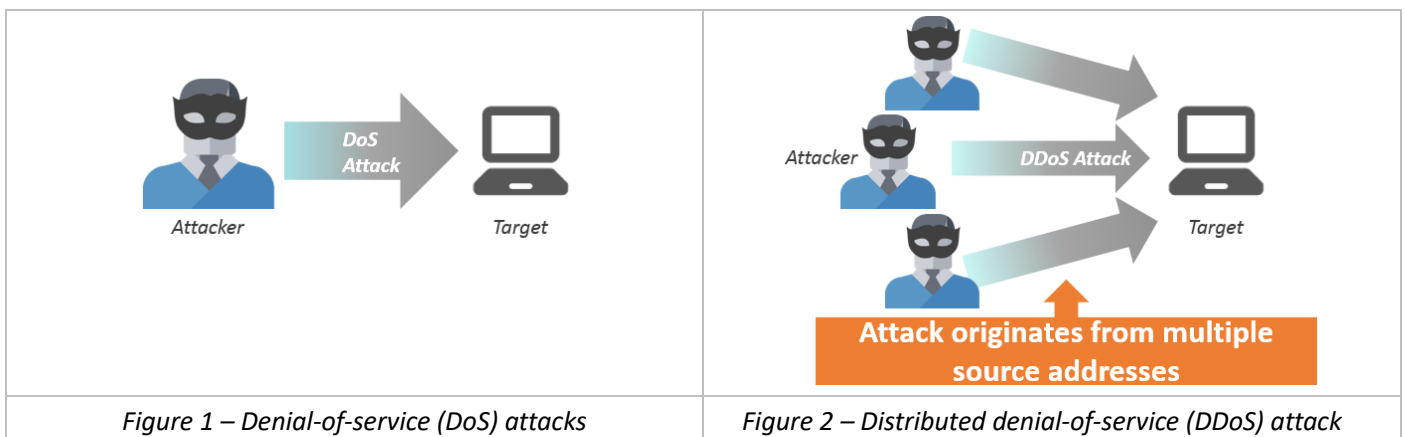 DoS
Attack
Attacker
Target
Figure 1 – Denial-of-service (DoS) attacks
Attacker
DDoS Attack
Target
Attack originates from multiple
source addresses
Figure 2 – Distributed denial-of-service (DDoS) attack